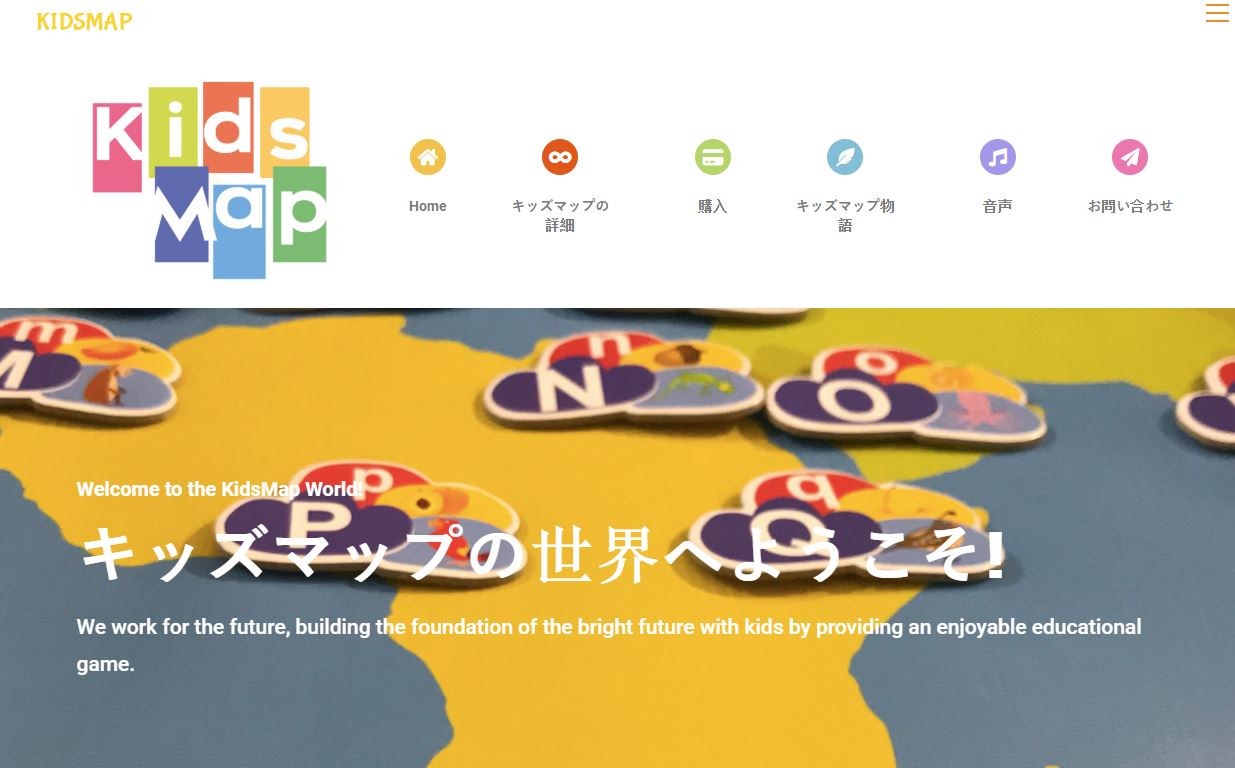 KIDSMAP
Kids
Map
Home
キッズマップの
詳細
購入
キッズマップ物
語
音声
お問い合わせ
m
M
n
N
o
O
Welcome to the KidsMap World!
p
P
q
Q
キッズマップの世界へようこそ!
We work for the future, building the foundation of the bright future with kids by providing an enjoyable educational
game.